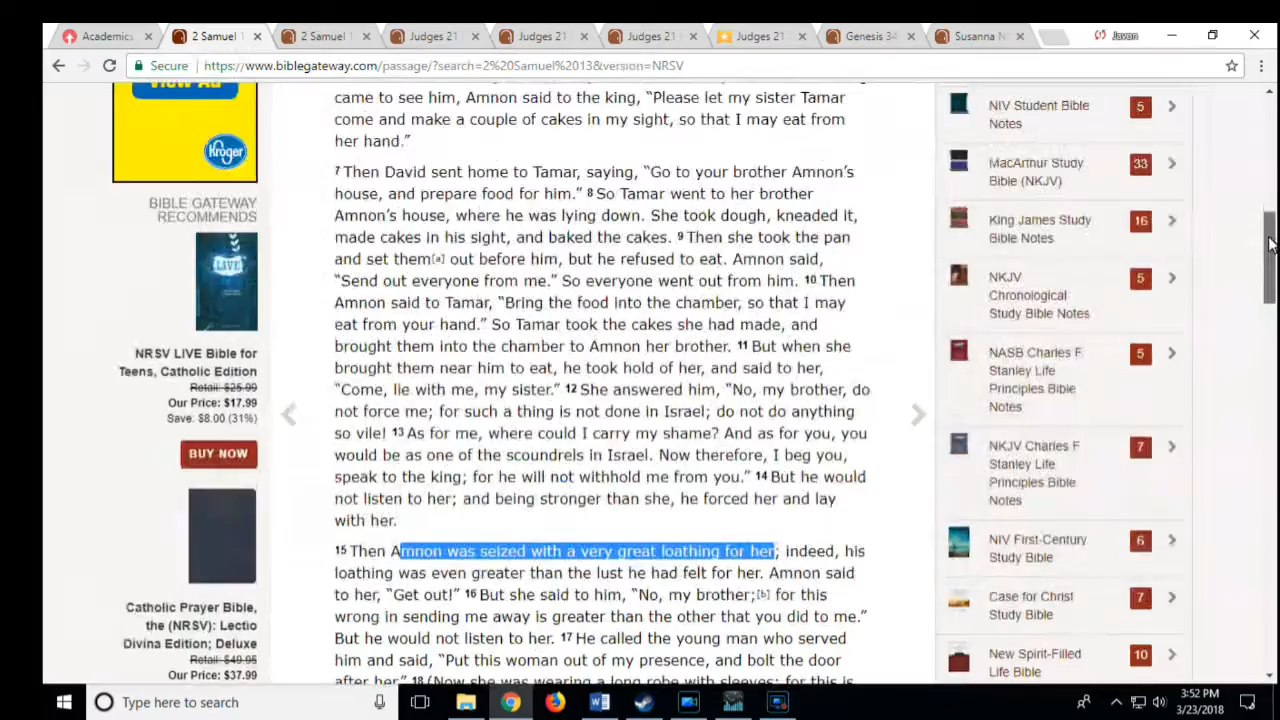 Academics
2 Samuel 1
2 Samuel 1
Judges 21
Judges 21
Judges 21
Judges 21
Genesis 34
Susanna N
Javon
Secure
https://www.biblegateway.com/passage/?search=2%20Samuel%2013&version=NRSV
View Ad
Kroger
BIBLE GATEWAY
RECOMMENDS
LIVE
NRSV LIVE Bible for
Teens, Catholic Edition
Retail: $25.99
Our Price: $17.99
Save: $8.00 (31%)
BUY NOW
Catholic Prayer Bible,
the (NRSV): Lectio
Divina Edition; Deluxe
Retail: $49.95
Our Price: $37.99
came to see him, Amnon said to the king, “Please let my sister Tamar
come and make a couple of cakes in my sight, so that I may eat from
her hand.”
7 Then David sent home to Tamar, saying, “Go to your brother Amnon’s
house, and prepare food for him.” 8 So Tamar went to her brother
Amnon’s house, where he was lying down. She took dough, kneaded it,
made cakes in his sight, and baked the cakes. 9 Then she took the pan
and set them[a] out before him, but he refused to eat. Amnon said,
“Send out everyone from me.” So everyone went out from him. 10 Then
Amnon said to Tamar, “Bring the food into the chamber, so that I may
eat from your hand.” So Tamar took the cakes she had made, and
brought them into the chamber to Amnon her brother. 11 But when she
brought them near him to eat, he took hold of her, and said to her,
“Come, lie with me, my sister.” 12 She answered him, “No, my brother, do
not force me; for such a thing is not done in Israel; do not do anything
so vile! 13 As for me, where could I carry my shame? And as for you, you
would be as one of the scoundrels in Israel. Now therefore, I beg you,
speak to the king; for he will not withhold me from you.” 14 But he would
not listen to her; and being stronger than she, he forced her and lay
with her.
15 Then Amnon was seized with a very great loathing for her; indeed, his
loathing was even greater than the lust he had felt for her. Amnon said
to her, “Get out!” 16 But she said to him, “No, my brother;[b] for this
wrong in sending me away is greater than the other that you did to me.”
But he would not listen to her. 17 He called the young man who served
him and said, “Put this woman out of my presence, and bolt the door
after her.” 18 (Now she was wearing a long robe with sleeves; for this is
NIV Student Bible
Notes
5
MacArthur Study
Bible (NKJV)
33
King James Study
Bible Notes
16
NKJV
Chronological
Study Bible Notes
5
NASB Charles F
Stanley Life
Principles Bible
Notes
5
NKJV Charles F
Stanley Life
Principles Bible
Notes
7
NIV First-Century
Study Bible
6
Case for Christ
Study Bible
7
New Spirit-Filled
Life Bible
10
Type here to search
3:52 PM
3/23/2018